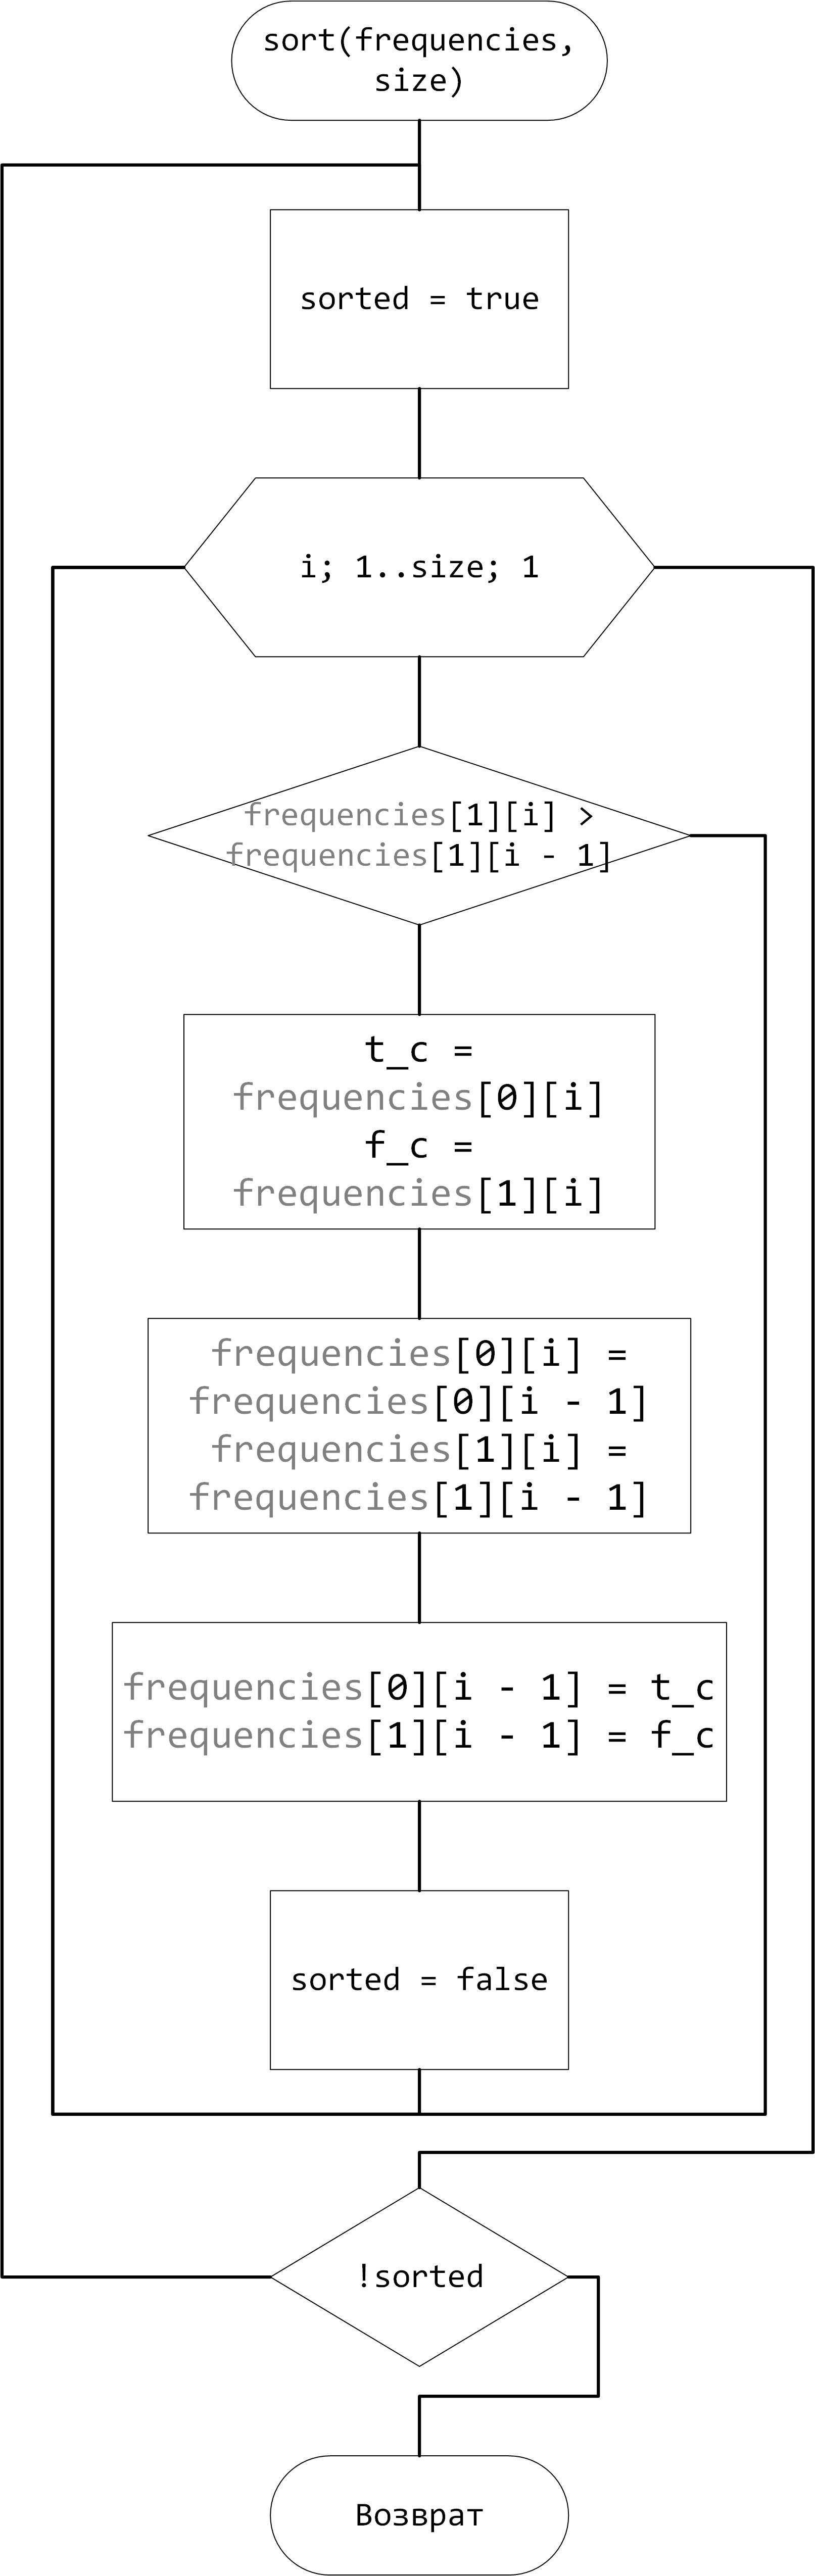 sort(frequencies,
size)
sorted = true
i; 1..size; 1
frequencies[1][i] >
frequencies[1][i - 1]
t_c =
frequencies[0][i]
f_c =
frequencies[1][i]
frequencies[0][i] =
frequencies[0][i - 1]
frequencies[1][i] =
frequencies[1][i - 1]
frequencies[0][i - 1] = t_c
frequencies[1][i - 1] = f_c
sorted = false
!sorted
Возврат